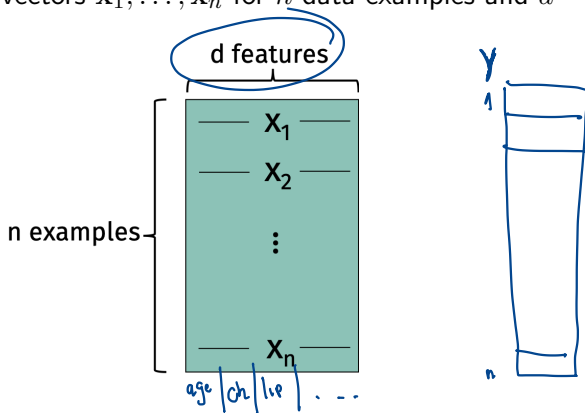 vectors x₁, . . . , xₙ for n data examples and d
d features
Y
1
X₁
X₂
n examples
⋮
Xₙ
n
age | ch | lip | . . . .